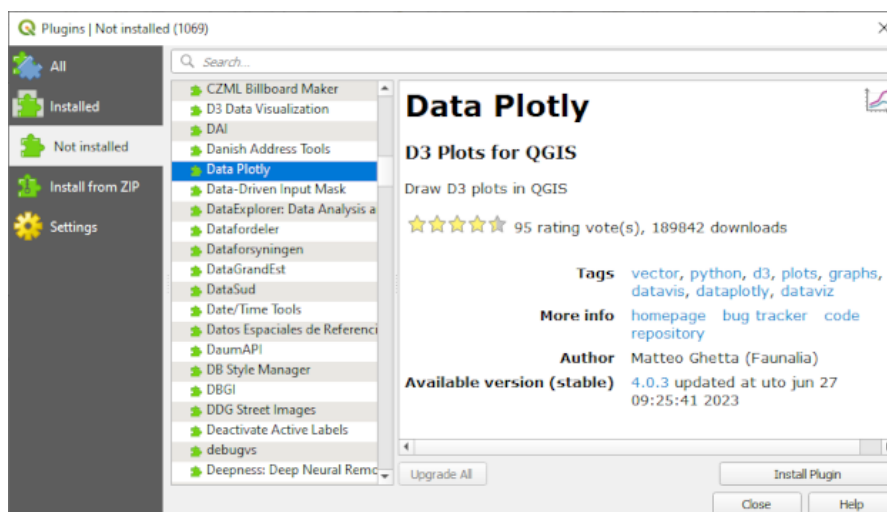 Plugins | Not installed (1069)
All
Installed
Not installed
Install from ZIP
Settings
Search...
CZML Billboard Maker
D3 Data Visualization
DAI
Danish Address Tools
Data Plotly
Data-Driven Input Mask
DataExplorer: Data Analysis a
Datafordeler
Dataforsyningen
DataGrandEst
DataSud
Date/Time Tools
Datos Espaciales de Referenci
DaumAPI
DB Style Manager
DBGI
DDG Street Images
Deactivate Active Labels
debugvs
Deepness: Deep Neural Remo
Data Plotly
D3 Plots for QGIS
Draw D3 plots in QGIS
95 rating vote(s), 189842 downloads
Tags vector, python, d3, plots, graphs,
datavis, dataplotly, dataviz
More info homepage bug tracker code
repository
Author Matteo Ghetta (Faunalia)
Available version (stable) 4.0.3 updated at uto jun 27
09:25:41 2023
Upgrade All
Install Plugin
Close
Help